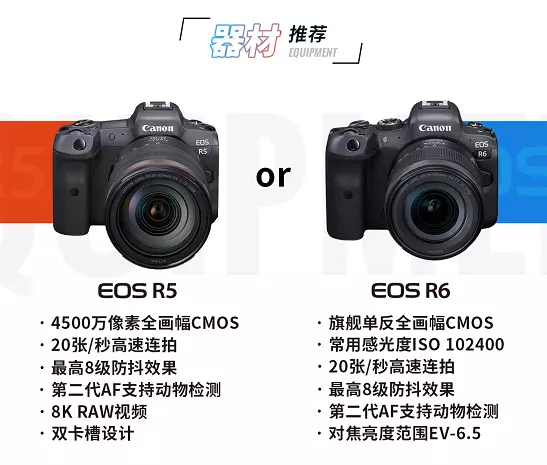 器材 推荐
EQUIPMENT
Canon
EOS
R5
or
Canon
EOS
R6
EOS R5
· 4500万像素全画幅CMOS
· 20张/秒高速连拍
· 最高8级防抖效果
· 第二代AF支持动物检测
· 8K RAW视频
· 双卡槽设计
EOS R6
· 旗舰单反全画幅CMOS
· 常用感光度ISO 102400
· 20张/秒高速连拍
· 最高8级防抖效果
· 第二代AF支持动物检测
· 对焦亮度范围EV-6.5